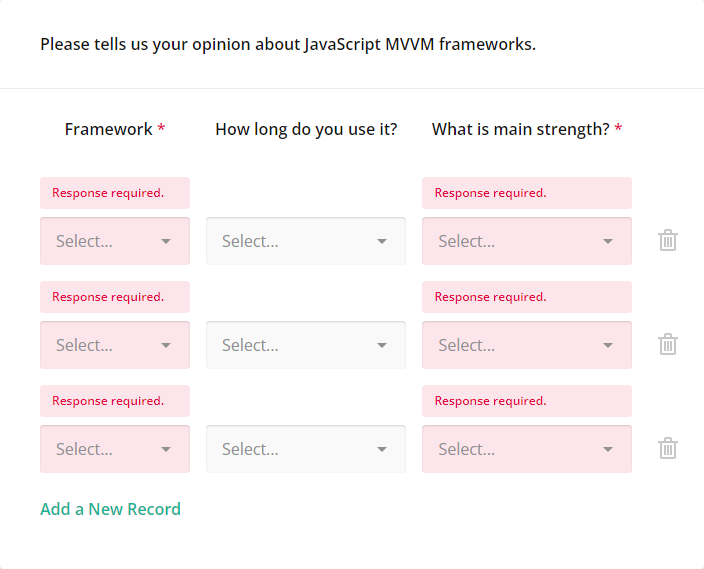 Please tells us your opinion about JavaScript MVVM frameworks.
Framework * How long do you use it? What is main strength? *
Response required. Response required.
Select... Select... Select...
Response required. Response required.
Select... Select... Select...
Response required. Response required.
Select... Select... Select...
Add a New Record